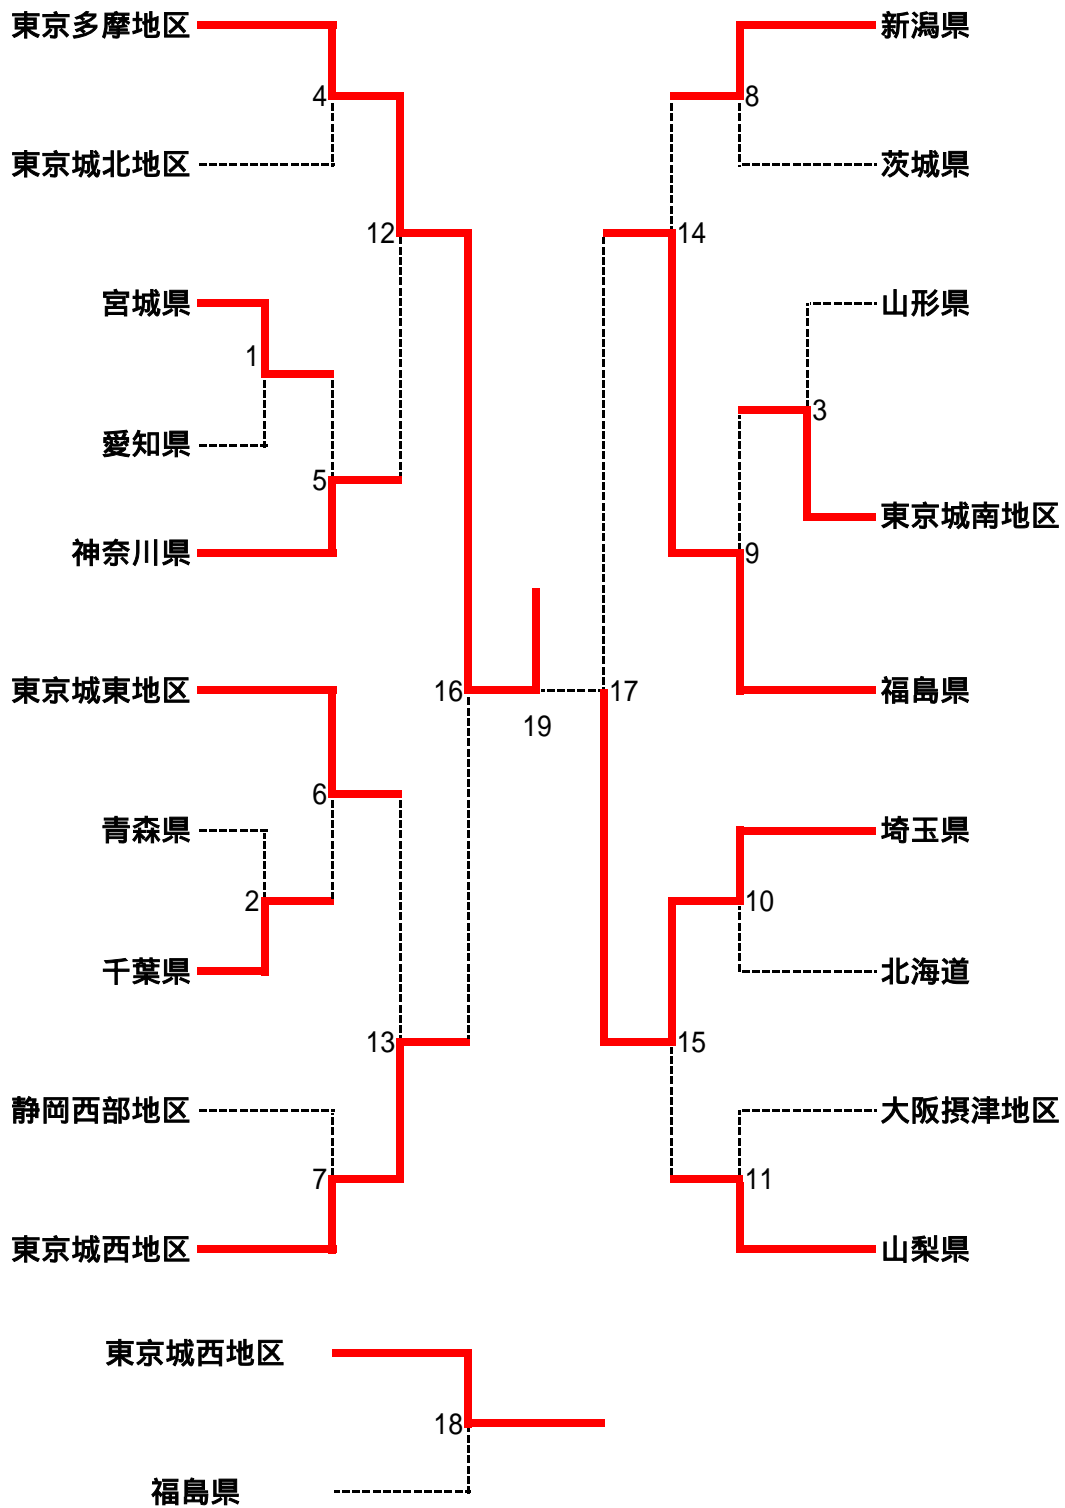 東京多摩地区
新潟県
4
8
東京城北地区
茨城県
12
14
宮城県
山形県
1
3
愛知県
5
東京城南地区
神奈川県
9
東京城東地区
16
17
福島県
19
6
青森県
埼玉県
2
10
千葉県
北海道
13
15
静岡西部地区
大阪摂津地区
7
11
東京城西地区
山梨県
東京城西地区
18
福島県